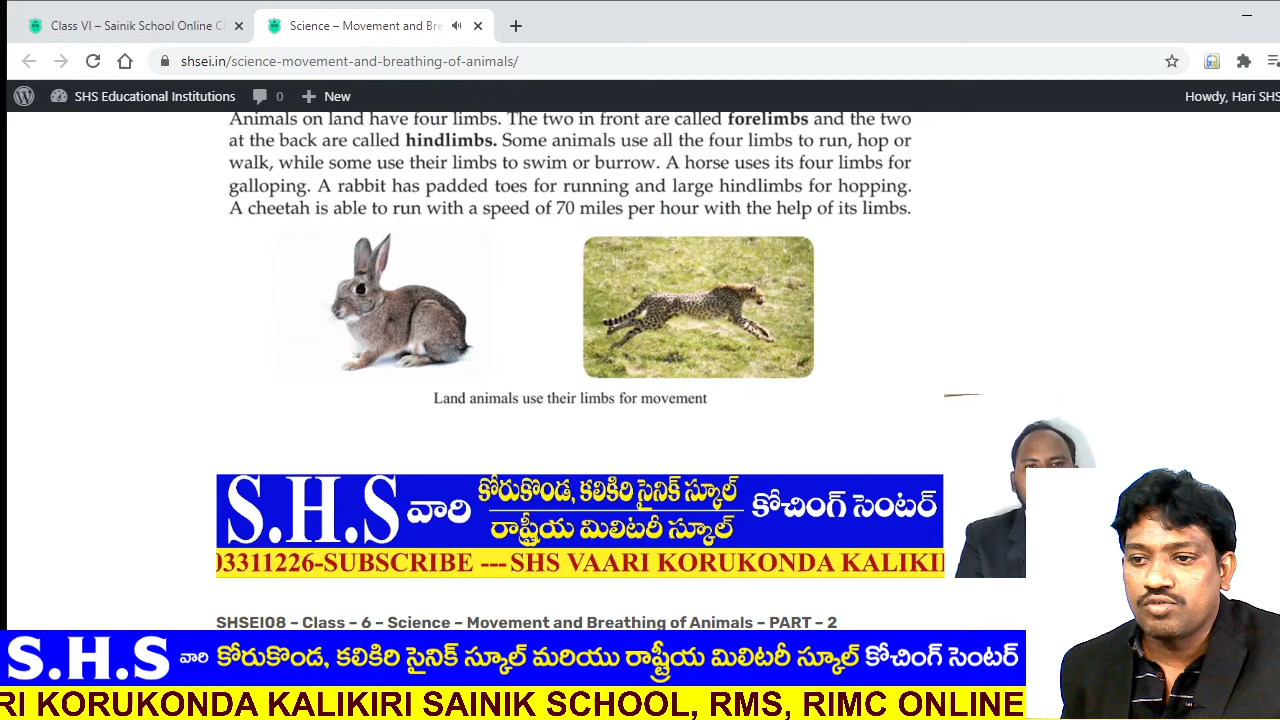 Class VI – Sainik School Online C
Science – Movement and Bre
shsei.in/science-movement-and-breathing-of-animals/
SHS Educational Institutions
0
New
Howdy, Hari SHS
Animals on land have four limbs. The two in front are called forelimbs and the two
at the back are called hindlimbs. Some animals use all the four limbs to run, hop or
walk, while some use their limbs to swim or burrow. A horse uses its four limbs for
galloping. A rabbit has padded toes for running and large hindlimbs for hopping.
A cheetah is able to run with a speed of 70 miles per hour with the help of its limbs.
Land animals use their limbs for movement
S.H.S వారి కోరుకొండ, కలికిరి సైనిక్ స్కూల్
రాష్ట్రీయ మిలిటరీ స్కూల్ కోచింగ్ సెంటర్
03311226-SUBSCRIBE ---SHS VAARI KORUKONDA KALIKI
SHSEI08 – Class – 6 – Science – Movement and Breathing of Animals – PART – 2
S.H.S వారి కోరుకొండ, కలికిరి సైనిక్ స్కూల్ మరియు రాష్ట్రీయ మిలిటరీ స్కూల్ కోచింగ్ సెంటర్
RI KORUKONDA KALIKIRI SAINIK SCHOOL, RMS, RIMC ONLINE